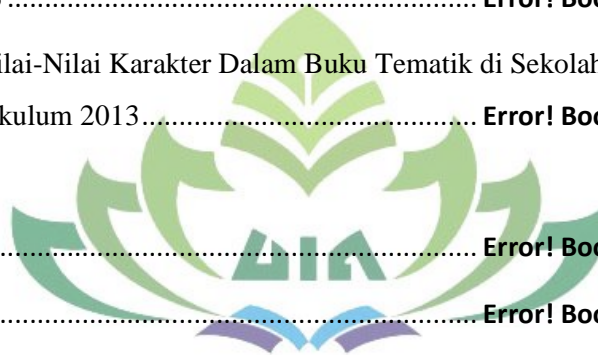 .................................................................. Error! Boo
ilai-Nilai Karakter Dalam Buku Tematik di Sekolah
kulum 2013............................................... Error! Boo
.................................................................. Error! Boo
UIN
.................................................................. Error! Boo